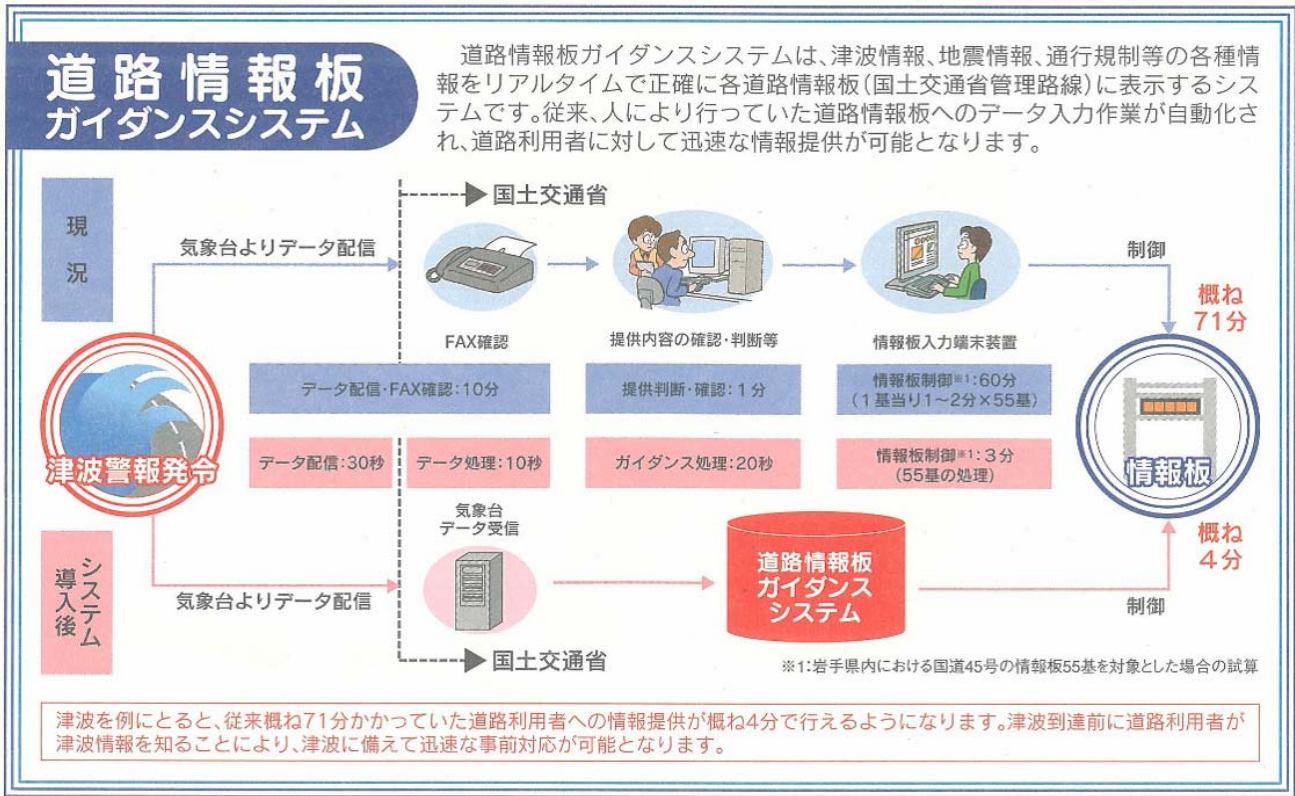 道路情報板
ガイダンスシステム
道路情報板ガイダンスシステムは、津波情報、地震情報、通行規制等の各種情
報をリアルタイムで正確に各道路情報板(国土交通省管理路線)に表示するシス
テムです。従来、人により行っていた道路情報板へのデータ入力作業が自動化さ
れ、道路利用者に対して迅速な情報提供が可能となります。
現況
国土交通省
気象台よりデータ配信
制御
概ね
71分
FAX確認
提供内容の確認・判断等
情報板入力端末装置
データ配信・FAX確認:10分
提供判断・確認:1分
情報板制御※1:60分
(1基当り1〜2分×55基)
津波警報発令
情報板
データ配信:30秒
データ処理:10秒
ガイダンス処理:20秒
情報板制御※1:3分
(55基の処理)
システム
導入後
気象台
データ受信
気象台よりデータ配信
道路情報板
ガイダンス
システム
概ね
4分
制御
国土交通省
※1:岩手県内における国道45号の情報板55基を対象とした場合の試算
津波を例にとると、従来概ね71分かかっていた道路利用者への情報提供が概ね4分で行えるようになります。津波到達前に道路利用者が
津波情報を知ることにより、津波に備えて迅速な事前対応が可能となります。